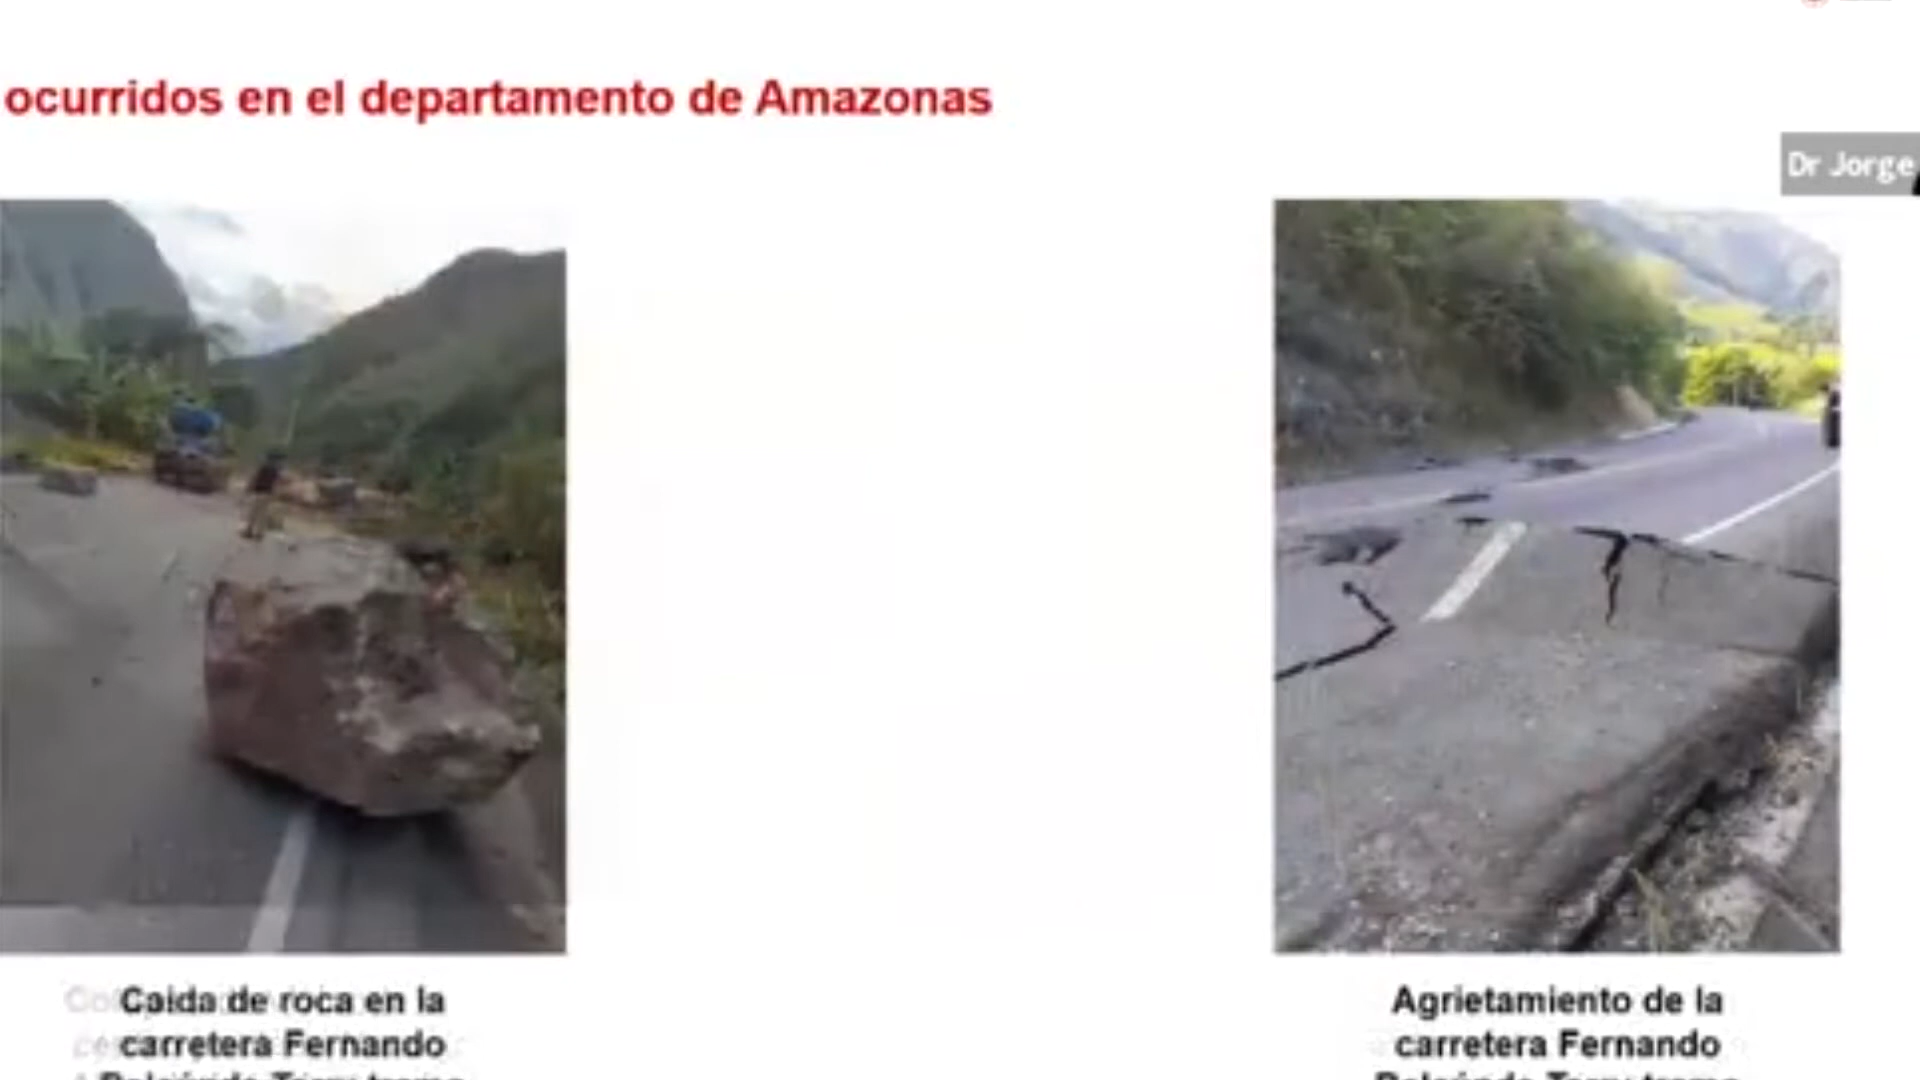 ocurridos en el departamento de Amazonas
Dr Jorge
Caida de roca en la
carretera Fernando
Agrietamiento de la
carretera Fernando